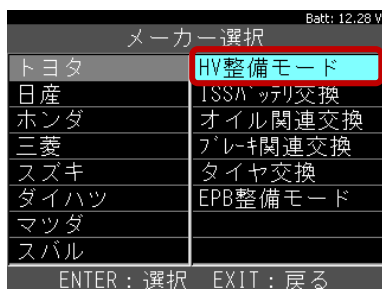 Batt: 12.28 V
メーカー選択
トヨタ
日産
ホンダ
三菱
スズキ
ダイハツ
マツダ
スバル
HV整備モード
ISSバッテリ交換
オイル関連交換
ブレーキ関連交換
タイヤ交換
EPB整備モード
ENTER：選択 EXIT：戻る